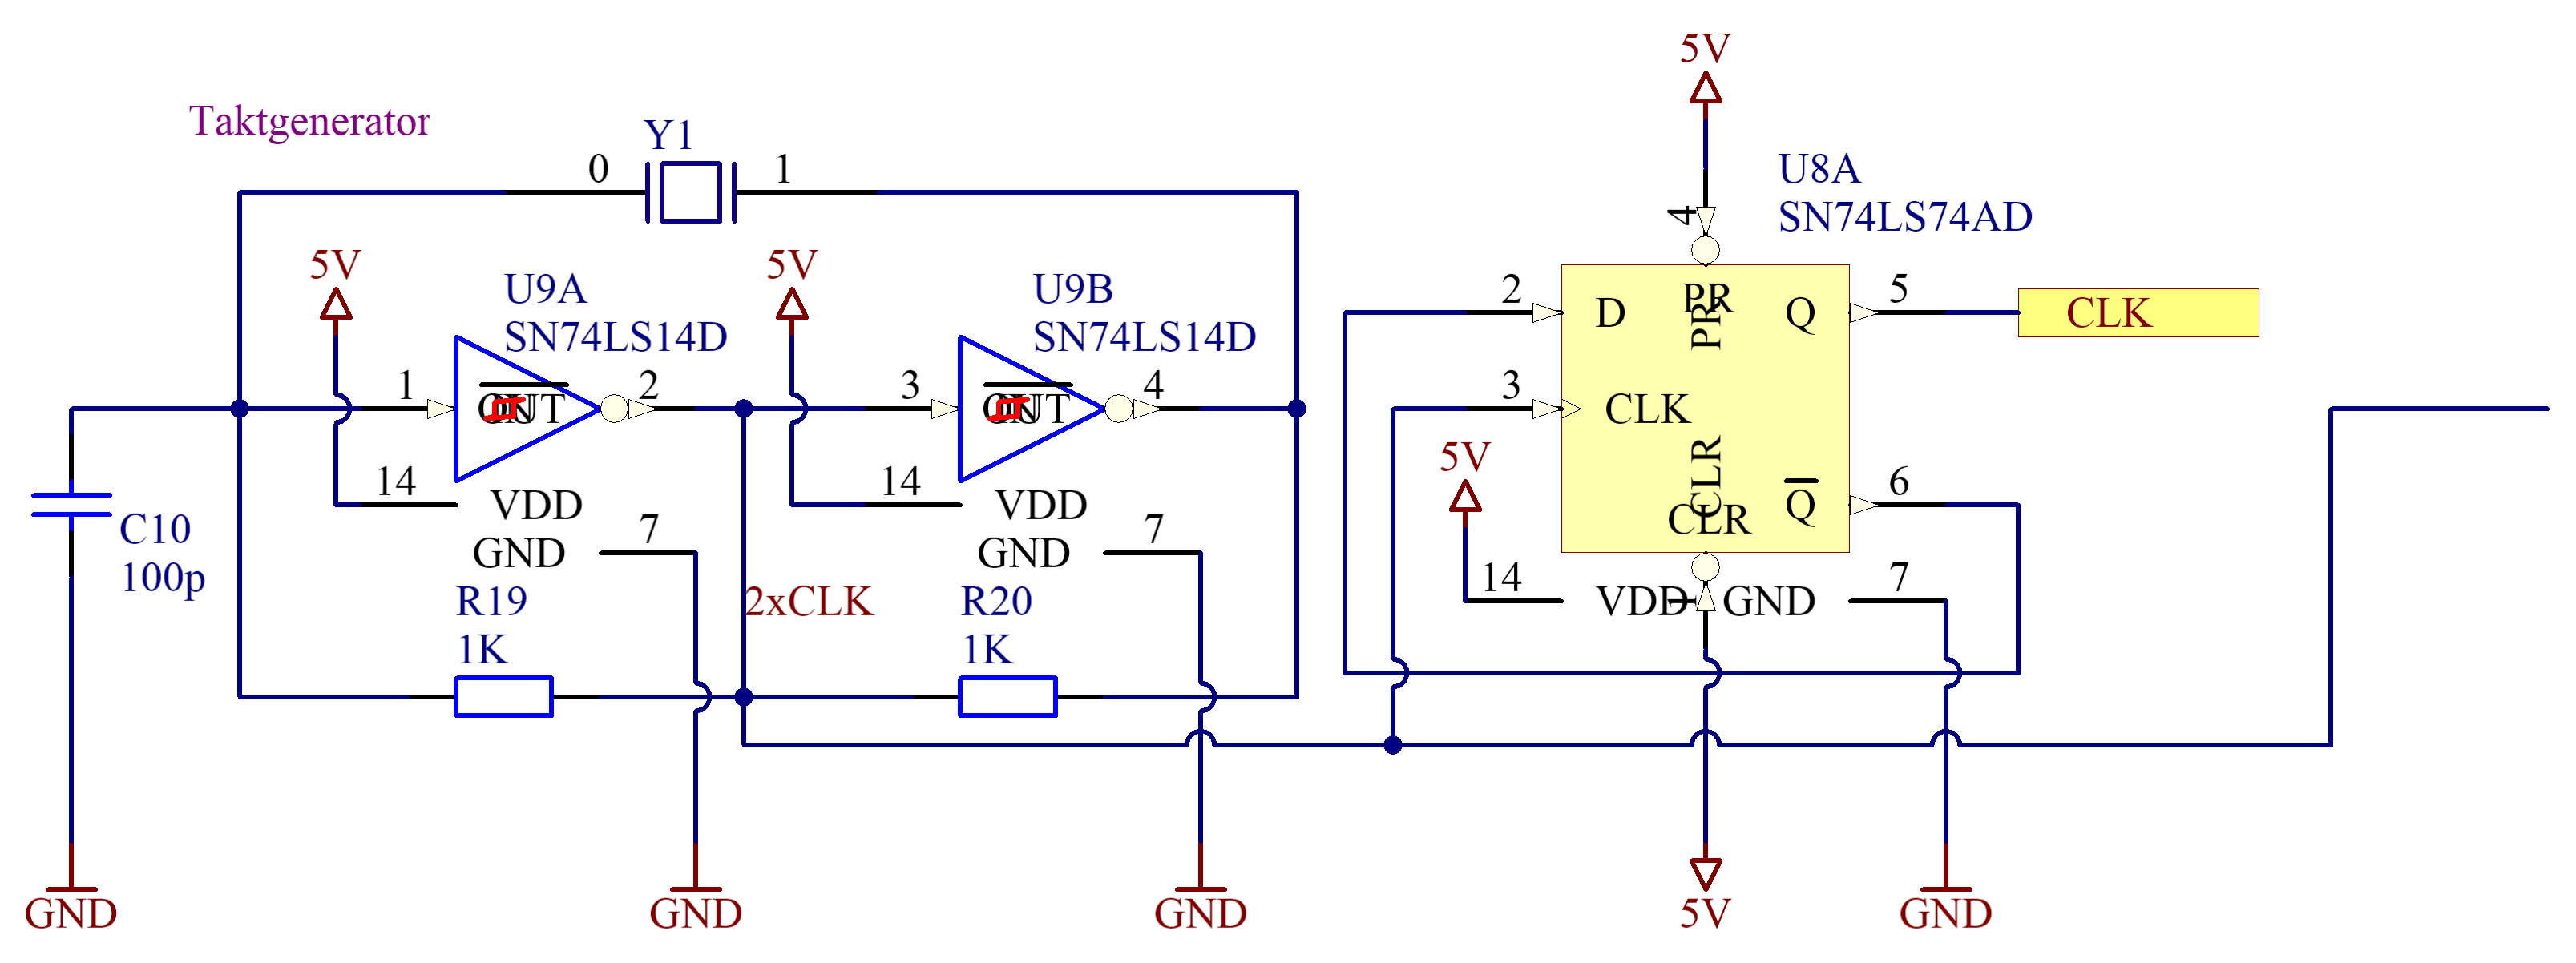 Taktgenerator
Y1
0
1
5V
U9A
SN74LS14D
1
2
OUT
14
VDD
GND
7
5V
U9B
SN74LS14D
3
4
OUT
14
VDD
GND
7
C10
100p
R19
1K
2xCLK
R20
1K
GND
GND
GND
5V
4
U8A
SN74LS74AD
2
D
PR
PR
Q
5
CLK
3
CLK
5V
CLR
CLR
Q̅
6
14
VDD
1
GND
7
5V
GND